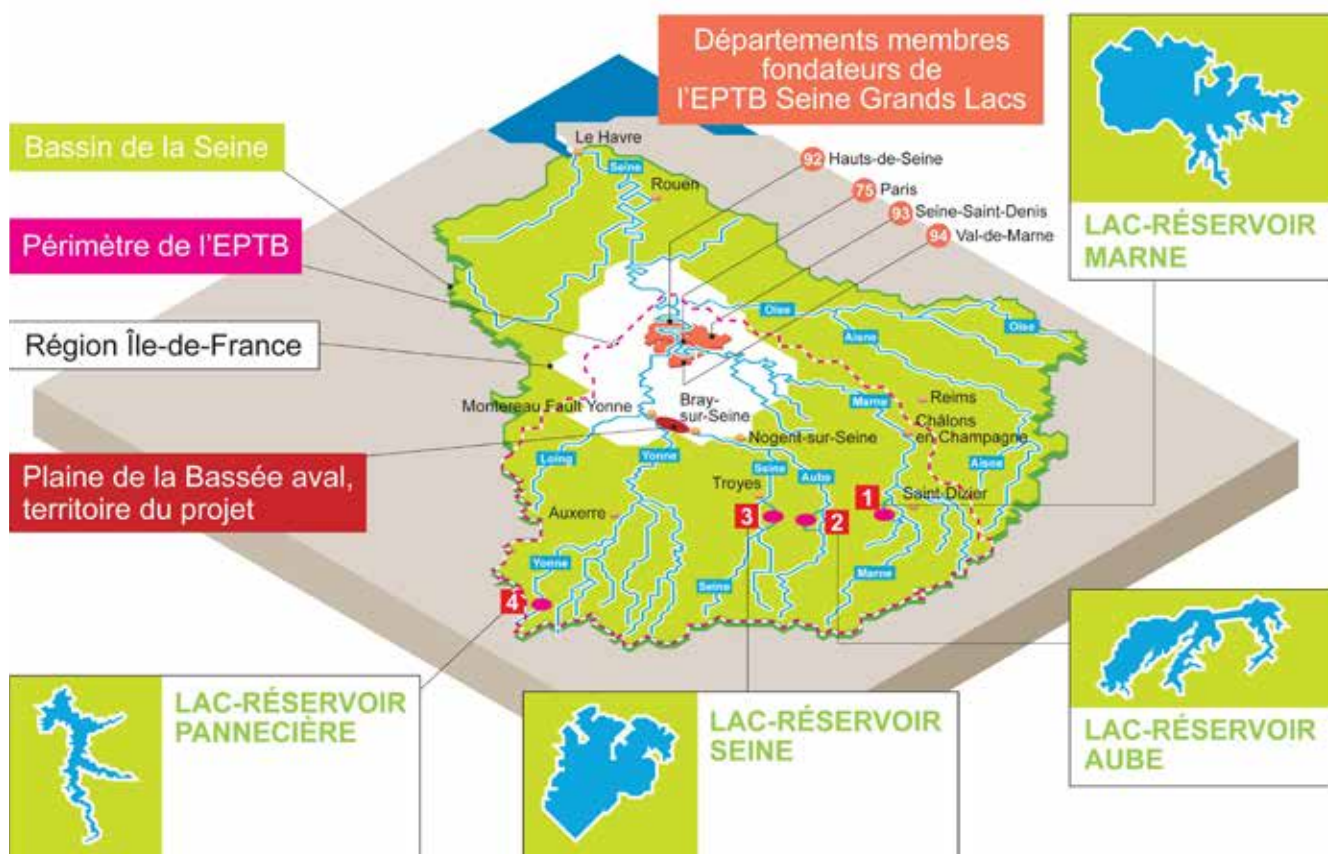 Départements membres
fondateurs de
l'EPTB Seine Grands Lacs
Bassin de la Seine
Périmètre de l'EPTB
Région Île-de-France
Plaine de la Bassée aval,
territoire du projet
Le Havre
Seine
Rouen
92 Hauts-de-Seine
75 Paris
93 Seine-Saint-Denis
94 Val-de-Marne
LAC-RÉSERVOIR
MARNE
Oise
Oise
Aisne
Marne
Reims
Châlons
en Champagne
Aisne
Montereau Fault Yonne
Bray-
sur-Seine
Nogent-sur-Seine
Loing
Yonne
Seine
Aube
Troyes
Saint-Dizier
Auxerre
1
2
3
Yonne
Seine
Marne
4
LAC-RÉSERVOIR
PANNECIÈRE
LAC-RÉSERVOIR
SEINE
LAC-RÉSERVOIR
AUBE